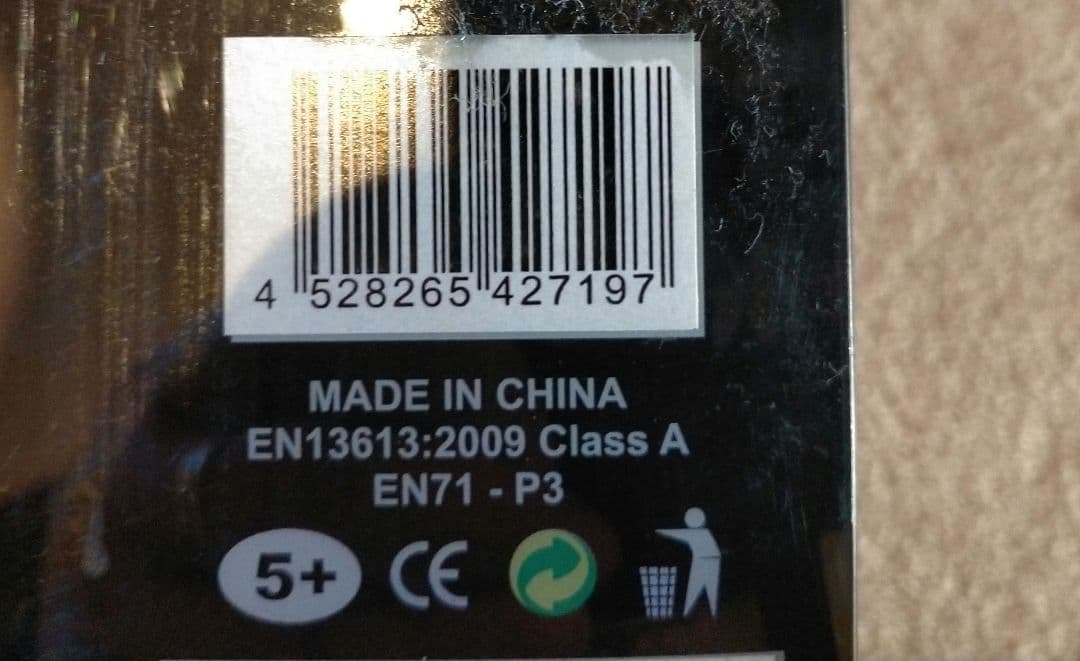 4 528265 427197
MADE IN CHINA
EN13613:2009 Class A
EN71 - P3
5+ CE